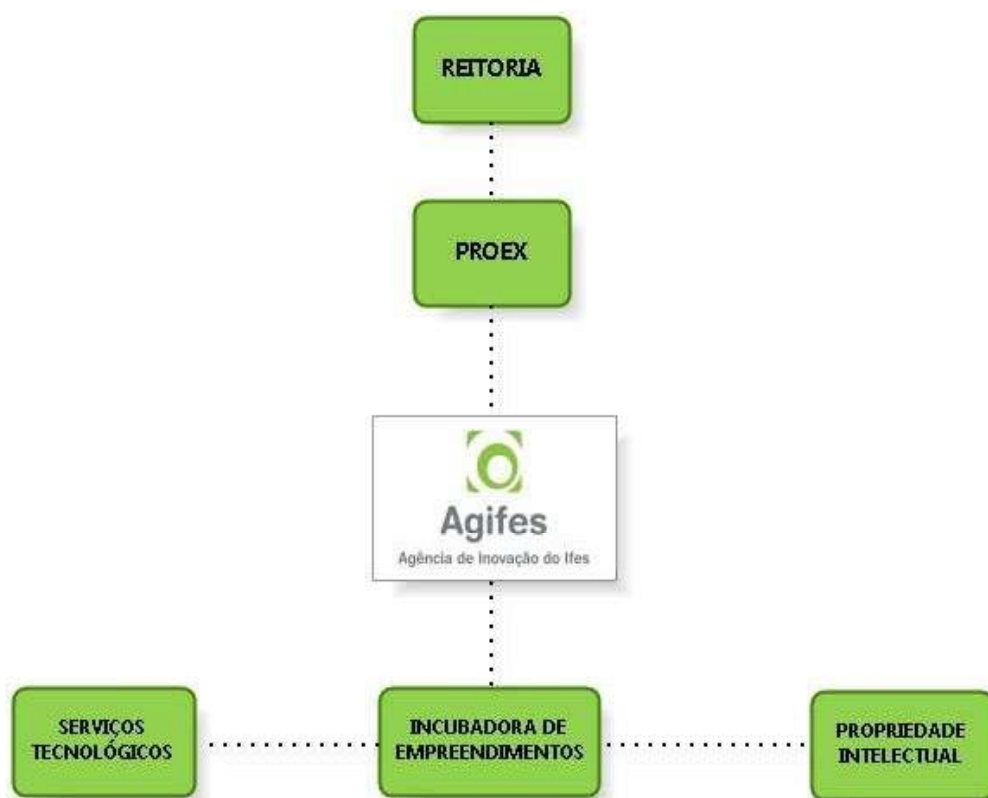 REITORIA
PROEX
Agifes
Agência de Inovação do Ifes
SERVIÇOS
TECNOLÓGICOS
INCUBADORA DE
EMPREENDIMENTOS
PROPRIEDADE
INTELECTUAL